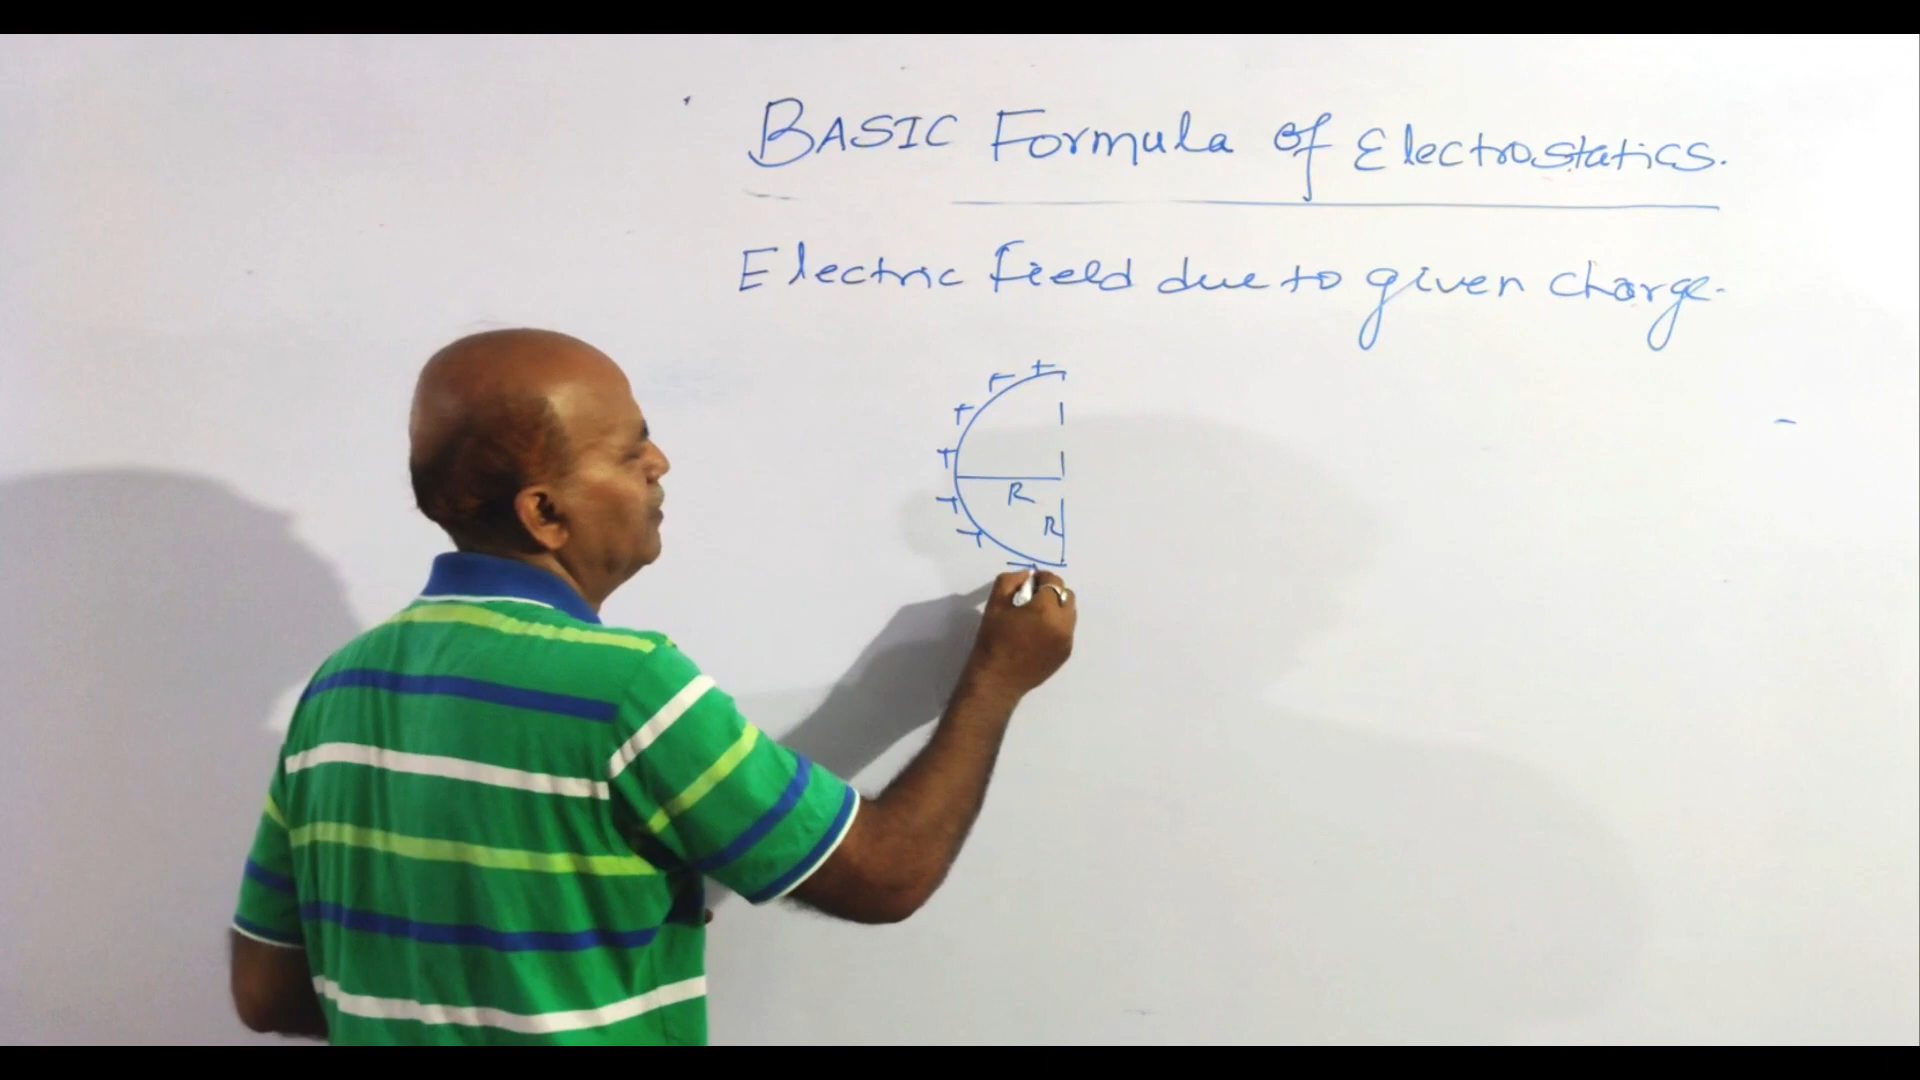 BASIC Formula of Electrostatics.
Electric field due to given charge.
+ + + + + +
R
R